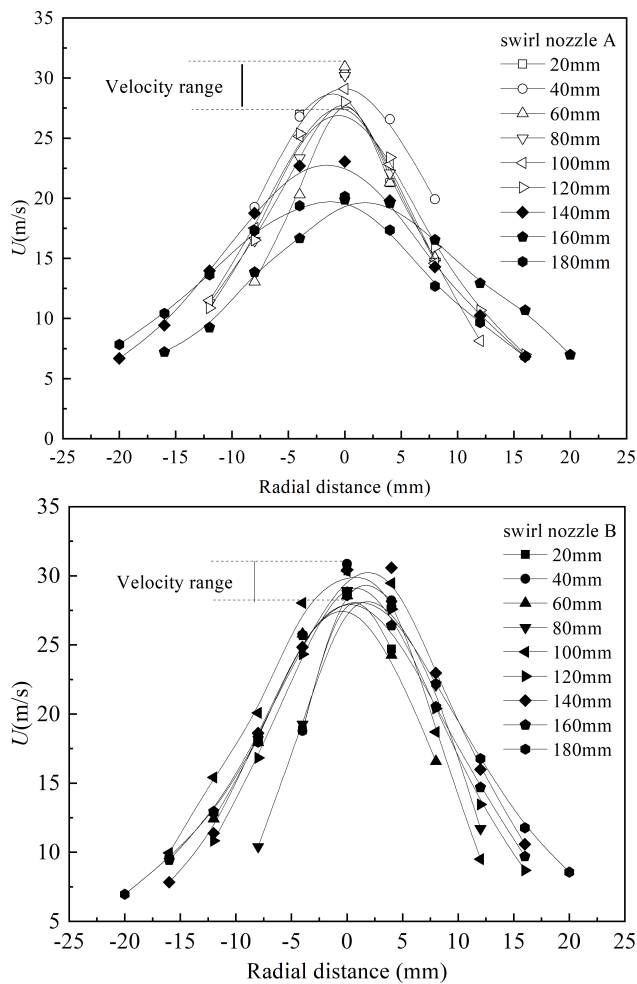 35
30
25
20
15
10
5
0
U(m/s)
Velocity range
swirl nozzle A
20mm
40mm
60mm
80mm
100mm
120mm
140mm
160mm
180mm
-25 -20 -15 -10 -5 0 5 10 15 20 25
Radial distance (mm)
35
30
25
20
15
10
5
U(m/s)
Velocity range
swirl nozzle B
20mm
40mm
60mm
80mm
100mm
120mm
140mm
160mm
180mm
-25 -20 -15 -10 -5 0 5 10 15 20 25
Radial distance (mm)